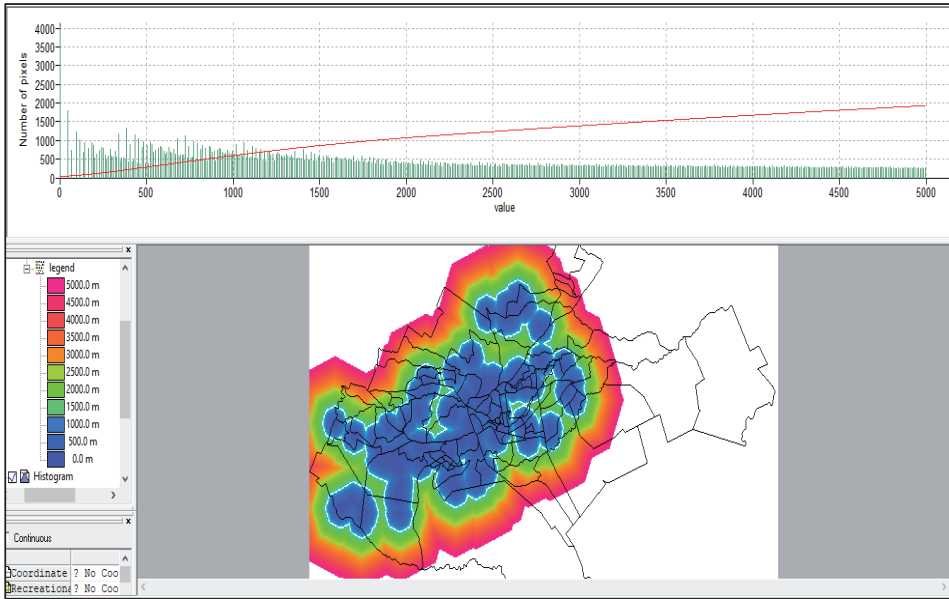 4000
3500
3000
2500
2000
1500
1000
500
0
Number of pixels
0 500 1000 1500 2000 2500 3000 3500 4000 4500 5000
value
x
legend
5000.0 m
4500.0 m
4000.0 m
3500.0 m
3000.0 m
2500.0 m
2000.0 m
1500.0 m
1000.0 m
500.0 m
0.0 m
Histogram
x
Continuous
Coordinate ? No Coo
Recreationa ? No Coo